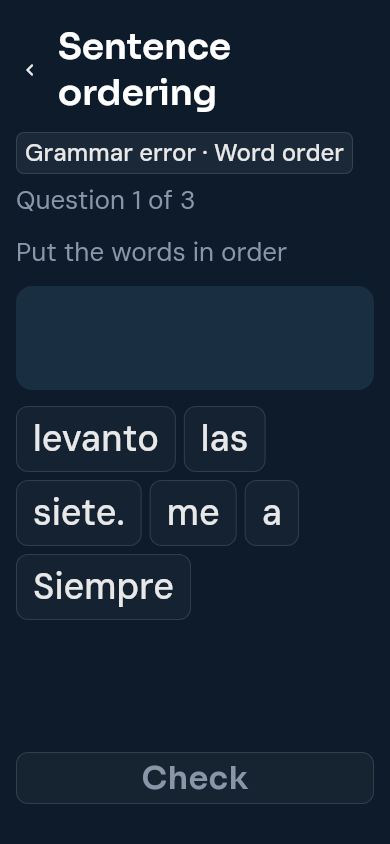 Sentence
ordering
Grammar error · Word order
Question 1 of 3
Put the words in order
levanto las
siete. me a
Siempre
Check